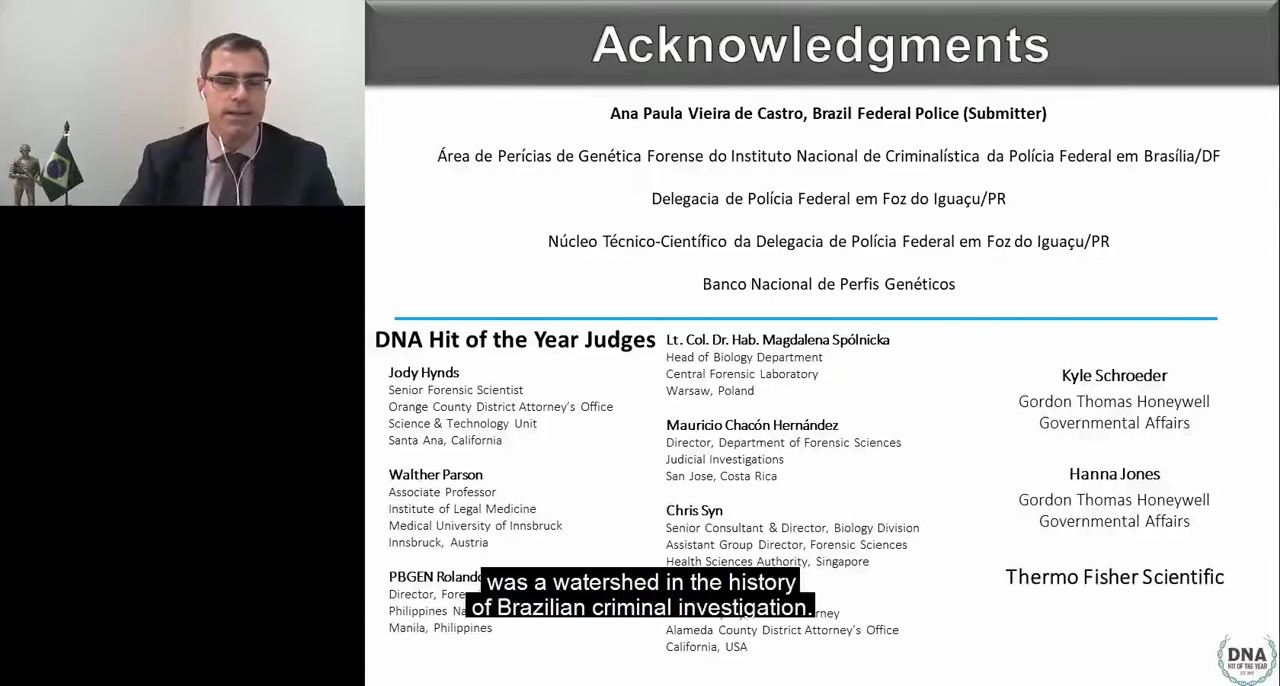 Acknowledgments
Ana Paula Vieira de Castro, Brazil Federal Police (Submitter)
Área de Perícias de Genética Forense do Instituto Nacional de Criminalística da Polícia Federal em Brasília/DF
Delegacia de Polícia Federal em Foz do Iguaçu/PR
Núcleo Técnico-Científico da Delegacia de Polícia Federal em Foz do Iguaçu/PR
Banco Nacional de Perfis Genéticos
DNA Hit of the Year Judges
Jody Hynds
Senior Forensic Scientist
Orange County District Attorney's Office
Science & Technology Unit
Santa Ana, California
Walther Parson
Associate Professor
Institute of Legal Medicine
Medical University of Innsbruck
Innsbruck, Austria
PBGEN
Director,
Philippines
Manila, Philippines
Lt. Col. Dr. Hab. Magdalena Spólnicka
Head of Biology Department
Central Forensic Laboratory
Warsaw, Poland
Mauricio Chacón Hernández
Director, Department of Forensic Sciences
Judicial Investigations
San Jose, Costa Rica
Chris Syn
Senior Consultant & Director, Biology Division
Assistant Group Director, Forensic Sciences
Health Sciences Authority, Singapore
Alameda County District Attorney's Office
California, USA
Kyle Schroeder
Gordon Thomas Honeywell
Governmental Affairs
Hanna Jones
Gordon Thomas Honeywell
Governmental Affairs
Thermo Fisher Scientific
was a watershed in the history
of Brazilian criminal investigation.
DNA
HIT OF THE YEAR